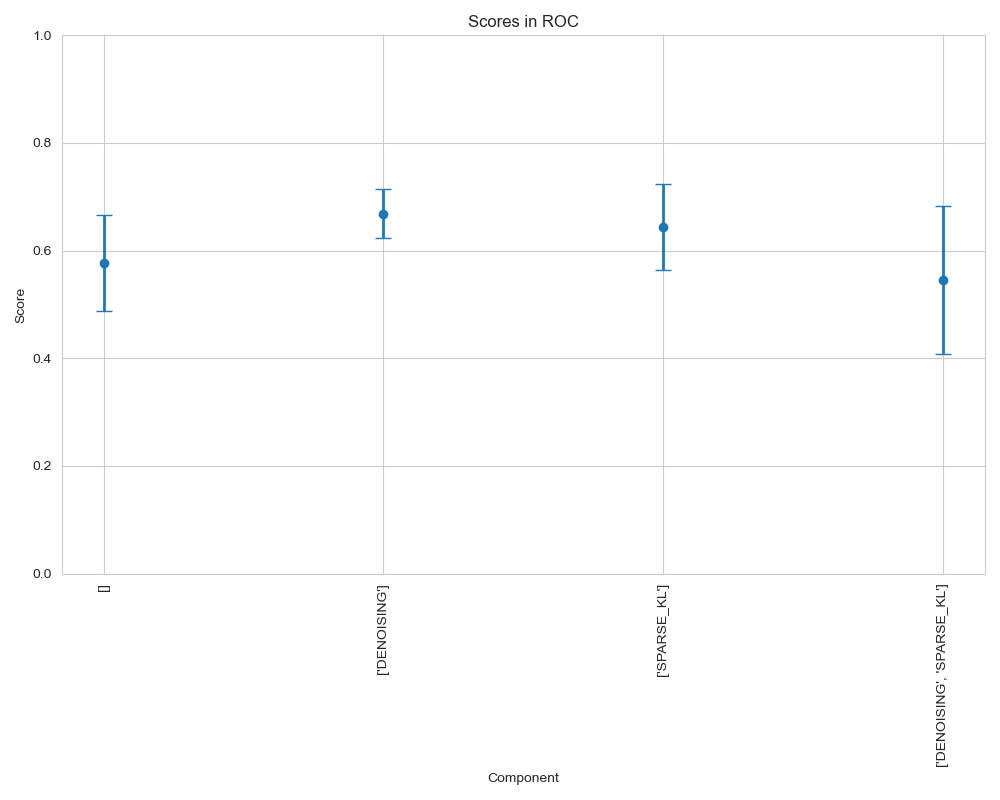 Scores in ROC
1.0
0.8
0.6
0.4
0.2
0.0
Score
[]
['DENOISING']
['SPARSE_KL']
['DENOISING', 'SPARSE_KL']
Component